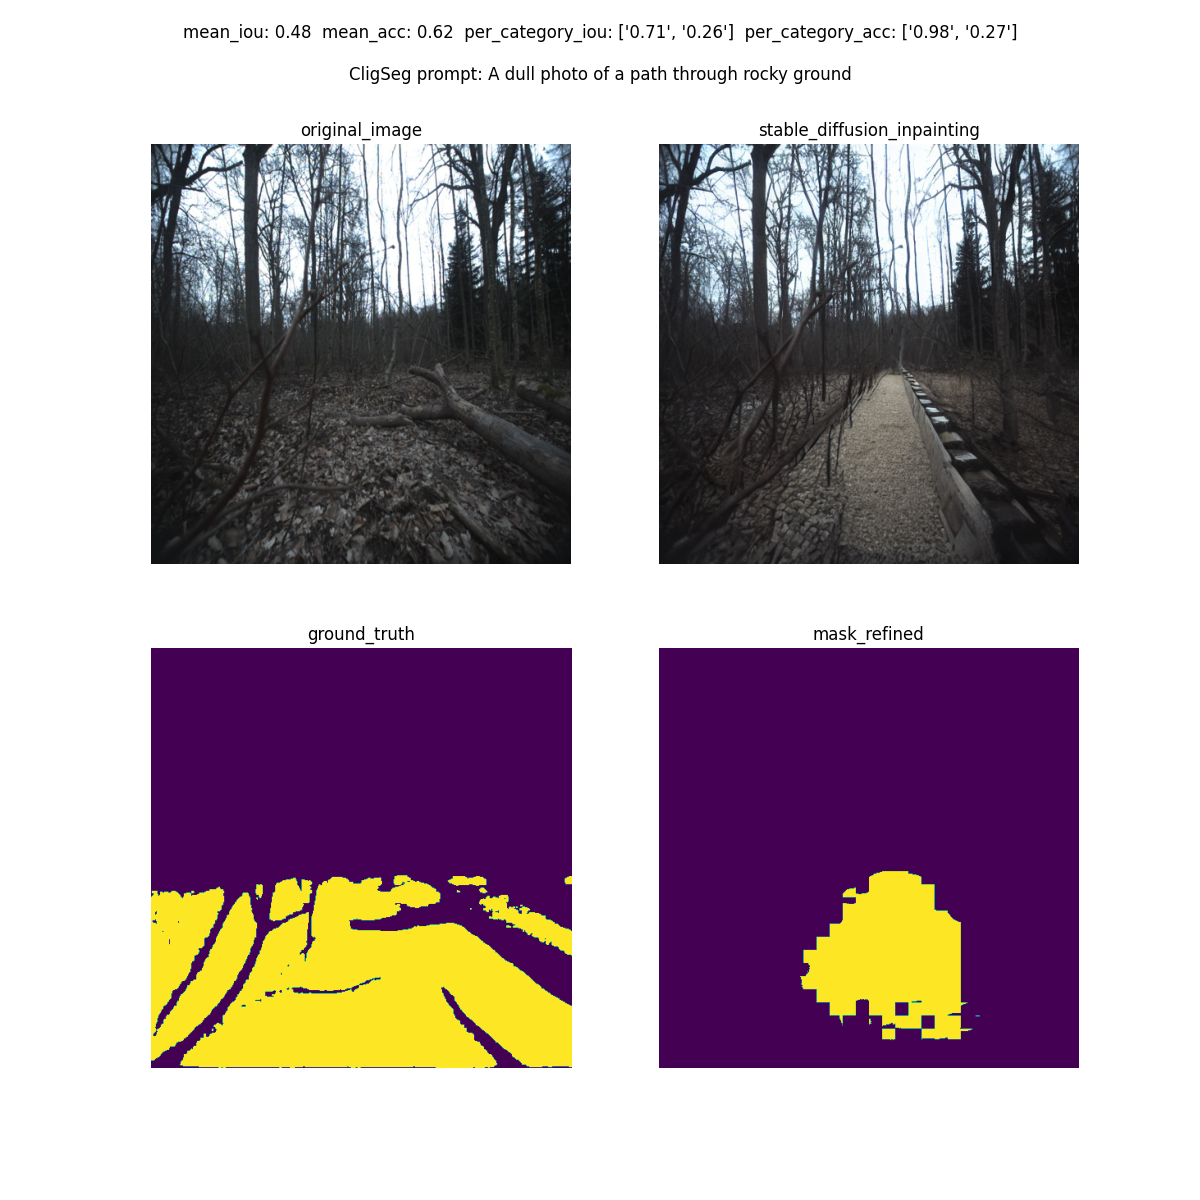 mean_iou: 0.48  mean_acc: 0.62  per_category_iou: ['0.71', '0.26']  per_category_acc: ['0.98', '0.27']
CligSeg prompt: A dull photo of a path through rocky ground
original_image
stable_diffusion_inpainting
ground_truth
mask_refined